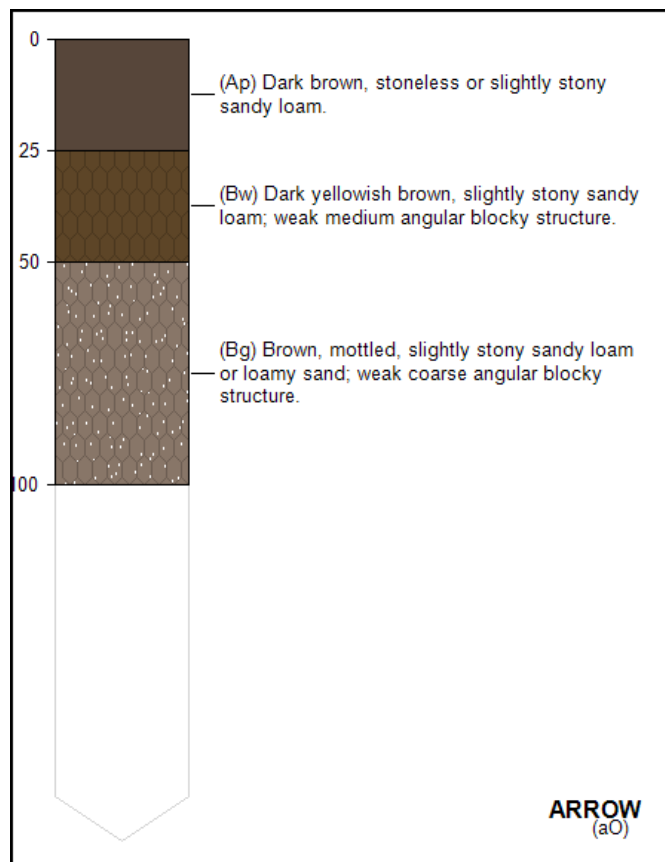 0
(Ap) Dark brown, stoneless or slightly stony
sandy loam.
25
(Bw) Dark yellowish brown, slightly stony sandy
loam; weak medium angular blocky structure.
50
(Bg) Brown, mottled, slightly stony sandy loam
or loamy sand; weak coarse angular blocky
structure.
100
ARROW
(aO)